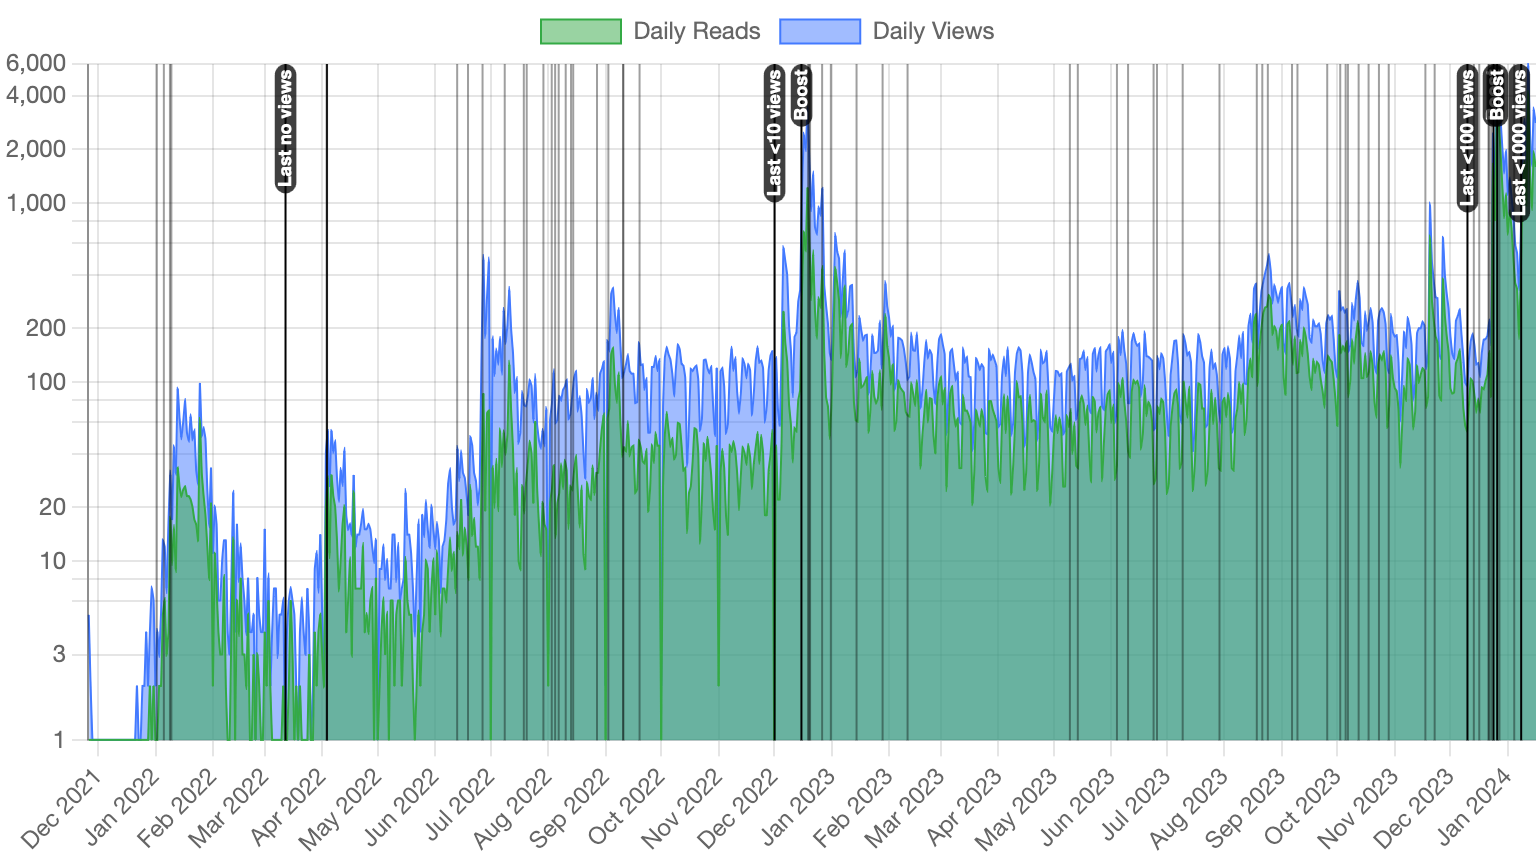 Daily Reads Daily Views
6,000
4,000
2,000
1,000
200
100
20
10
3
1
Last no views
Last <10 views
Boost
Last <100 views
Boost
Last <1000 views
Dec 2021
Jan 2022
Feb 2022
Mar 2022
Apr 2022
May 2022
Jun 2022
Jul 2022
Aug 2022
Sep 2022
Oct 2022
Nov 2022
Dec 2022
Jan 2023
Feb 2023
Mar 2023
Apr 2023
May 2023
Jun 2023
Jul 2023
Aug 2023
Sep 2023
Oct 2023
Nov 2023
Dec 2023
Jan 2024